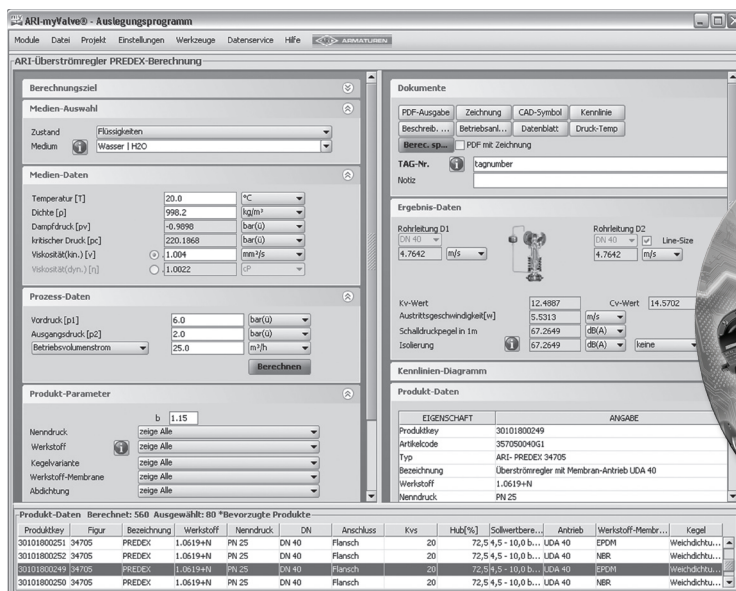 ARI-myValve® - Auslegungsprogramm
Module Datei Projekt Einstellungen Werkzeuge Datenservice Hilfe ARI ARMATUREN
ARI-Überströmregler PREDEX-Berechnung
Berechnungsziel
Medien-Auswahl
Zustand Flüssigkeiten
Medium i Wasser | H2O
Medien-Daten
Temperatur [T] 20.0 °C
Dichte [ρ] 998.2 kg/m³
Dampfdruck [pv] -0.9898 bar(ü)
kritischer Druck [pc] 220.1868 bar(ü)
Viskosität(kin.) [v] 1.004 mm²/s
Viskosität(dyn.) [η] 1.0022 cP
Prozess-Daten
Vordruck [p1] 6.0 bar(ü)
Ausgangsdruck [p2] 2.0 bar(ü)
Betriebsvolumenstrom 25.0 m³/h
Berechnen
Produkt-Parameter
b 1.15
Nenndruck zeige Alle
Werkstoff i zeige Alle
Kegelvariante zeige Alle
Werkstoff-Membrane zeige Alle
Abdichtung zeige Alle
Dokumente
PDF-Ausgabe Zeichnung CAD-Symbol Kennlinie
Beschreib. ... Betriebsanl... Datenblatt Druck-Temp
Berec. sp... PDF mit Zeichnung
TAG-Nr. i tagnumber
Notiz
Ergebnis-Daten
Rohrleitung D1 Rohrleitung D2
DN 40 DN 40 Line-Size
4.7642 m/s 4.7642 m/s
Kv-Wert 12.4887 Cv-Wert 14.5702
Austrittsgeschwindigkeit[w] 5.5313 m/s
Schalldruckpegel in 1m 67.2649 dB(A)
Isolierung i 67.2649 dB(A) keine
Kennlinien-Diagramm
Produkt-Daten
EIGENSCHAFT ANGABE
Produktkey 30101800249
Artikelcode 357050040G1
Typ ARI- PREDEX 34705
Bezeichnung Überströmregler mit Membran-Antrieb UDA 40
Werkstoff 1.0619+N
Nenndruck PN 25
Produkt-Daten Berechnet: 560 Ausgewählt: 80 *Bevorzugte Produkte
Produktkey Figur Bezeichnung Werkstoff Nenndruck DN Anschluss Kvs Hub[%] Sollwertbere... Antrieb Werkstoff-Membr... Kegel
30101800251 34705 PREDEX 1.0619+N PN 25 DN 40 Flansch 20 72,5 4,5 - 10,0 b... UDA 40 EPDM Weichdichtu...
30101800252 34705 PREDEX 1.0619+N PN 25 DN 40 Flansch 20 72,5 4,5 - 10,0 b... UDA 40 NBR Weichdichtu...
30101800249 34705 PREDEX 1.0619+N PN 25 DN 40 Flansch 20 72,5 4,5 - 10,0 b... UDA 40 EPDM Weichdichtu...
30101800250 34705 PREDEX 1.0619+N PN 25 DN 40 Flansch 20 72,5 4,5 - 10,0 b... UDA 40 NBR Weichdichtu...